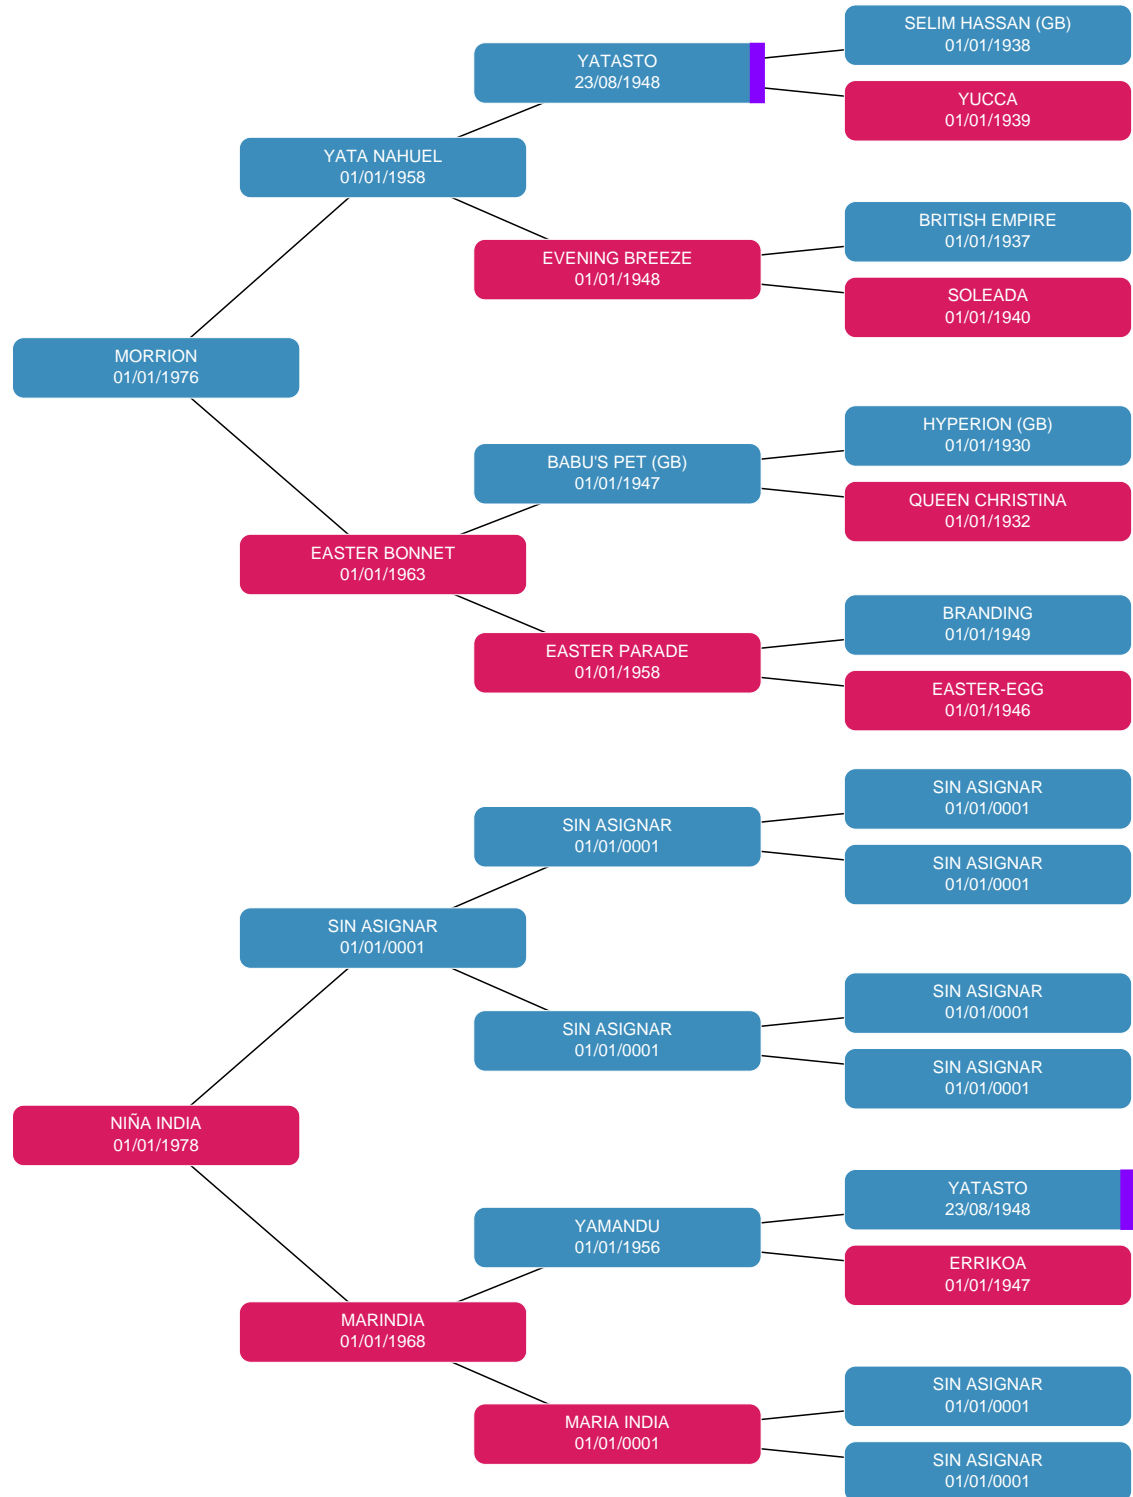 SELIM HASSAN (GB)
01/01/1938
YATASTO
23/08/1948
YUCCA
01/01/1939
YATA NAHUEL
01/01/1958
BRITISH EMPIRE
01/01/1937
EVENING BREEZE
01/01/1948
SOLEADA
01/01/1940
MORRION
01/01/1976
HYPERION (GB)
01/01/1930
BABU'S PET (GB)
01/01/1947
QUEEN CHRISTINA
01/01/1932
EASTER BONNET
01/01/1963
BRANDING
01/01/1949
EASTER PARADE
01/01/1958
EASTER-EGG
01/01/1946
SIN ASIGNAR
01/01/0001
SIN ASIGNAR
01/01/0001
SIN ASIGNAR
01/01/0001
SIN ASIGNAR
01/01/0001
SIN ASIGNAR
01/01/0001
SIN ASIGNAR
01/01/0001
SIN ASIGNAR
01/01/0001
NIÑA INDIA
01/01/1978
YATASTO
23/08/1948
YAMANDU
01/01/1956
ERRIKOA
01/01/1947
MARINDIA
01/01/1968
SIN ASIGNAR
01/01/0001
MARIA INDIA
01/01/0001
SIN ASIGNAR
01/01/0001